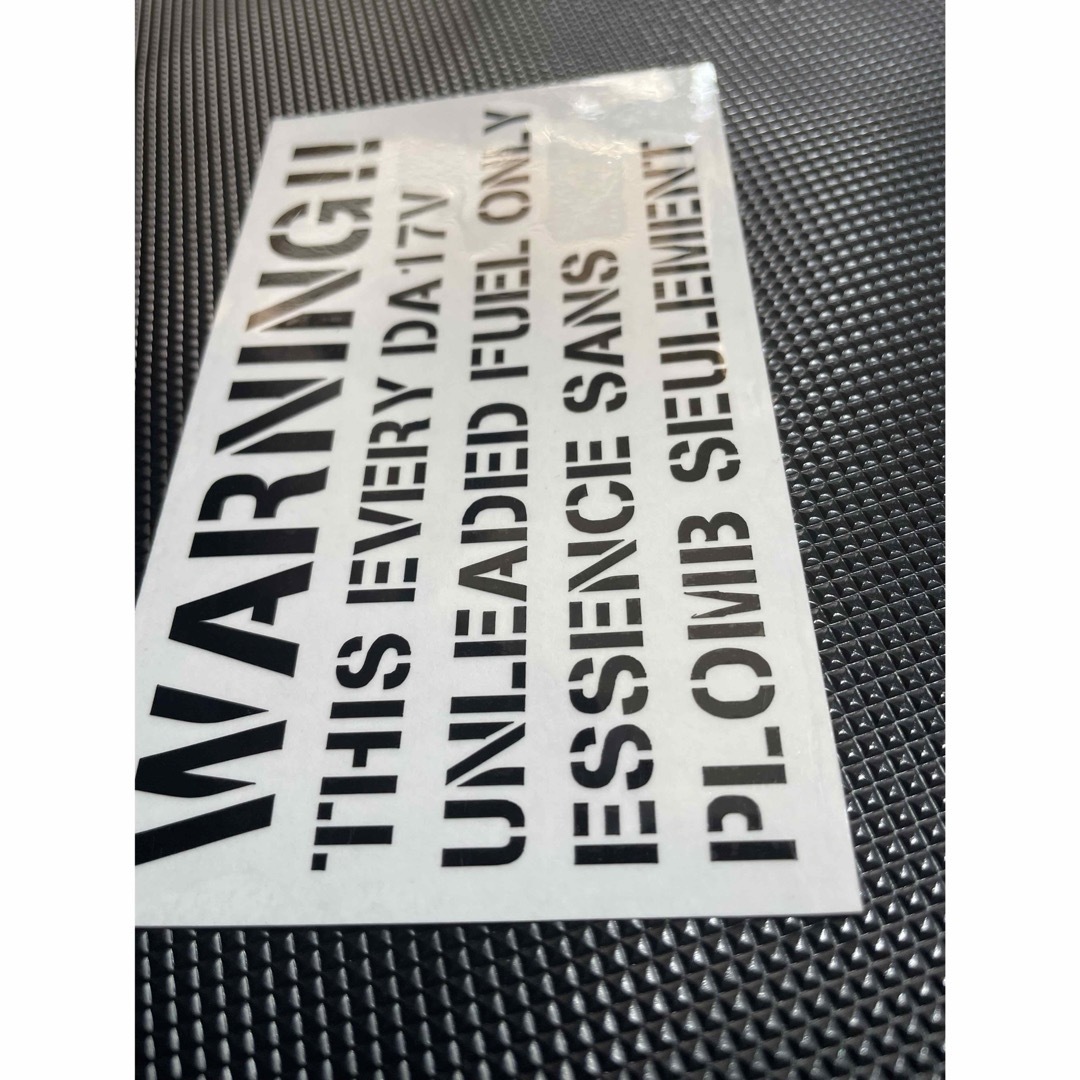 WARNING!!
THIS EVERY DA17V
UNLEADED FUEL ONLY
ESSENCE SANS
PLOMB SEULEMENT